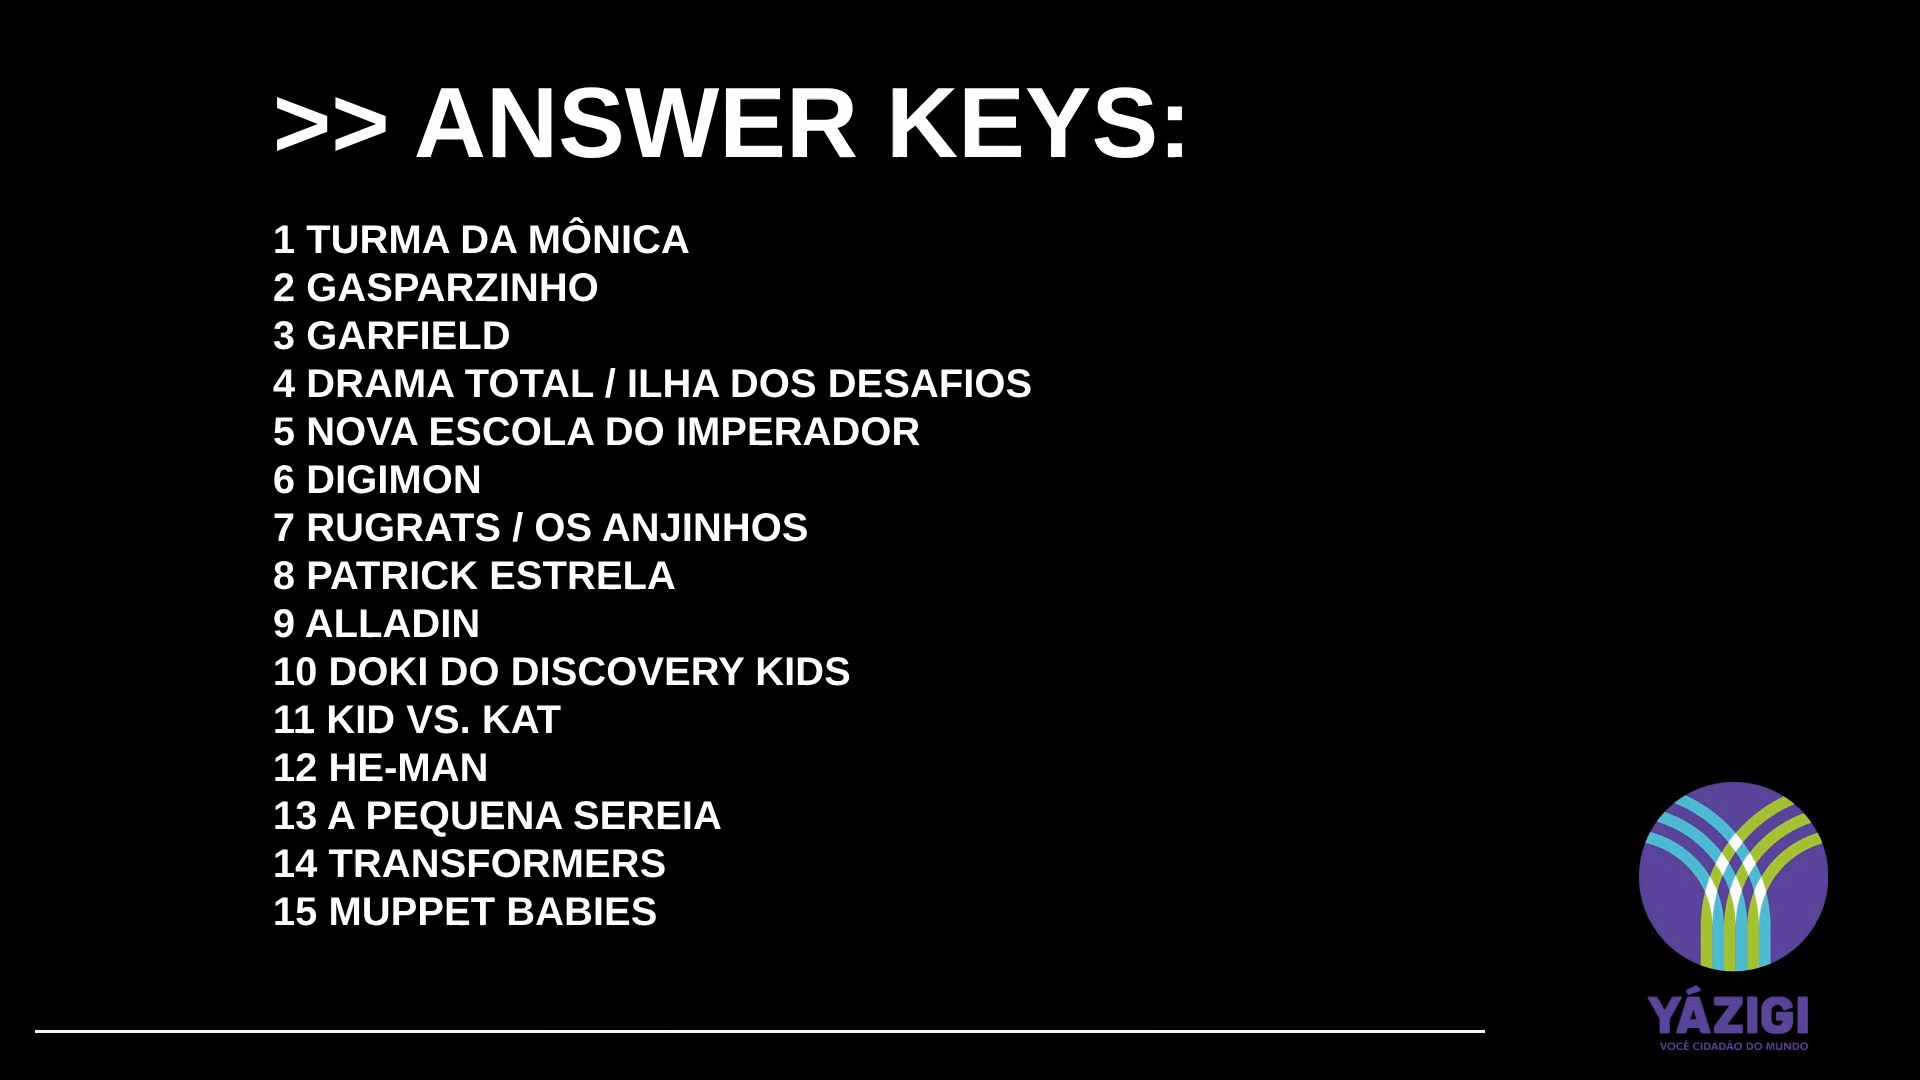 >> ANSWER KEYS:
1 TURMA DA MÔNICA
2 GASPARZINHO
3 GARFIELD
4 DRAMA TOTAL / ILHA DOS DESAFIOS
5 NOVA ESCOLA DO IMPERADOR
6 DIGIMON
7 RUGRATS / OS ANJINHOS
8 PATRICK ESTRELA
9 ALLADIN
10 DOKI DO DISCOVERY KIDS
11 KID VS. KAT
12 HE-MAN
13 A PEQUENA SEREIA
14 TRANSFORMERS
15 MUPPET BABIES
YÁZIGI
VOCÊ CIDADÃO DO MUNDO